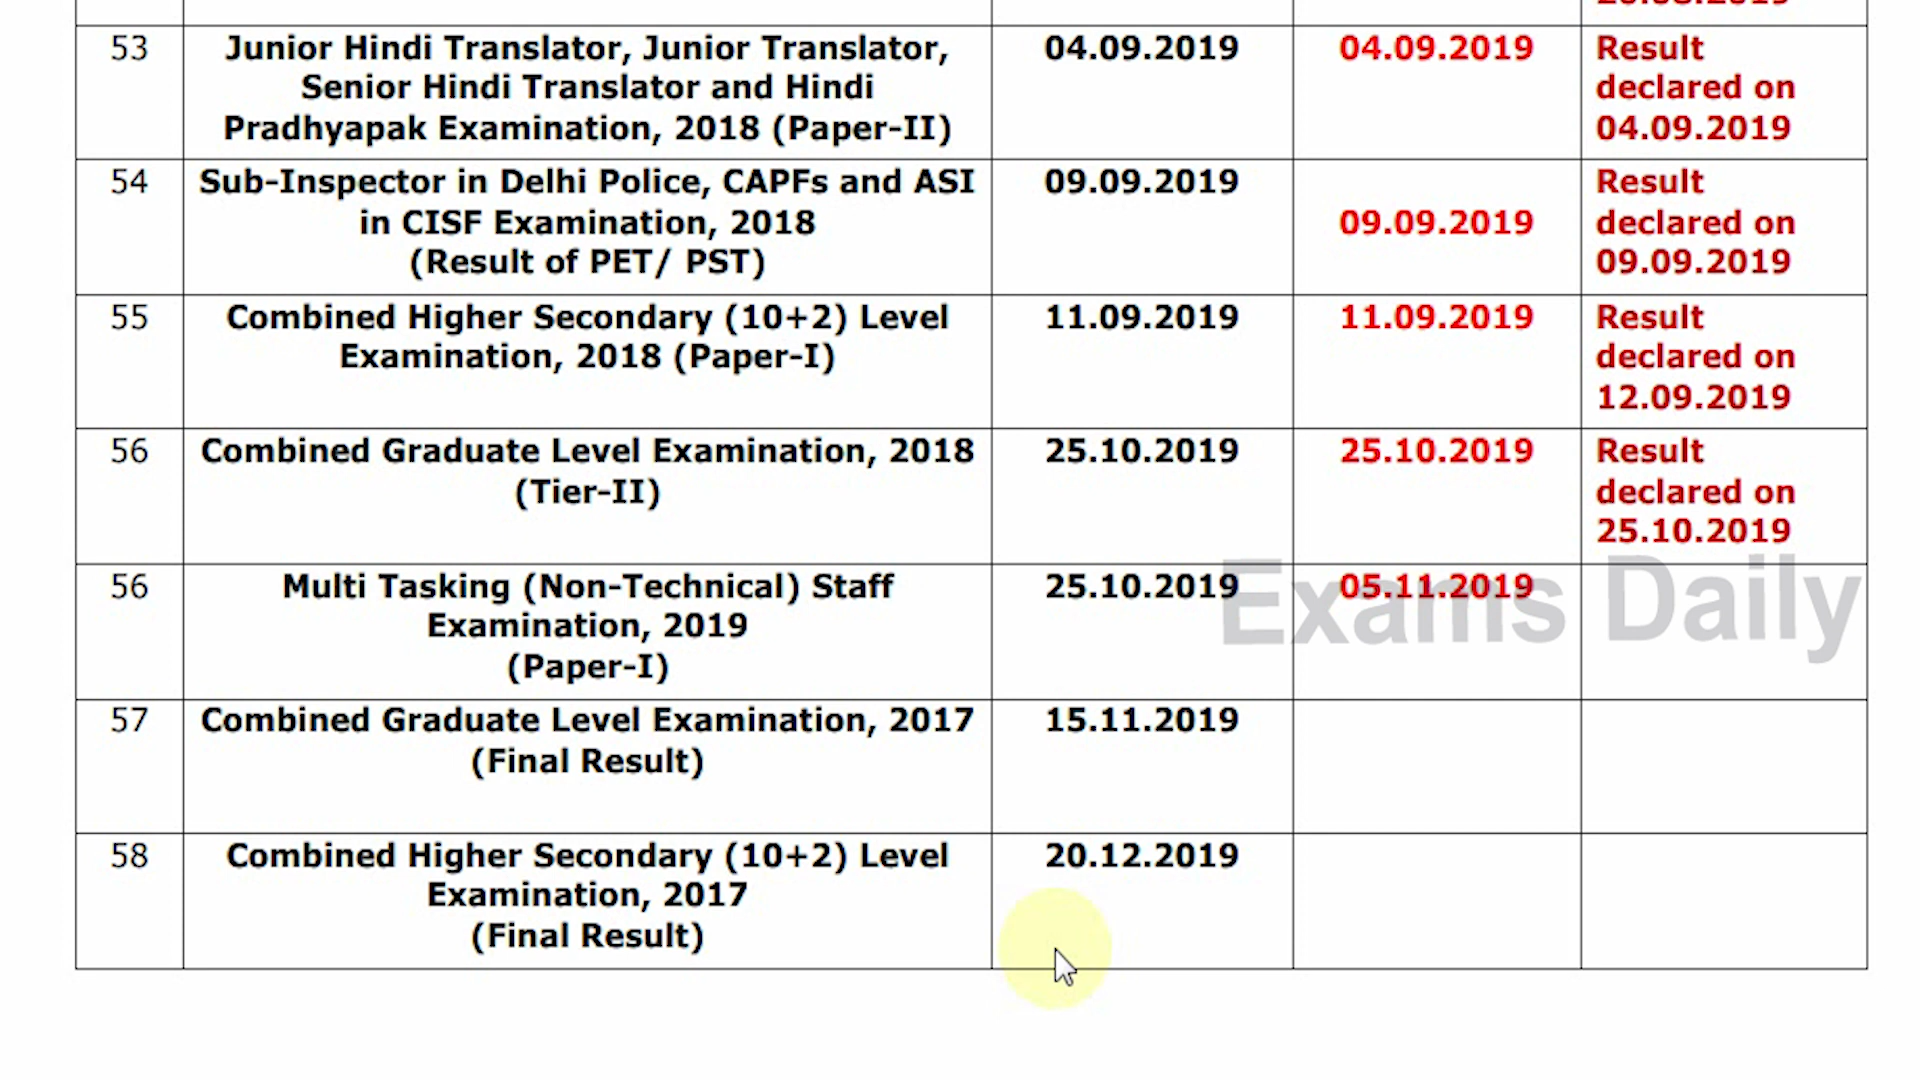 53 Junior Hindi Translator, Junior Translator, 04.09.2019 04.09.2019 Result
Senior Hindi Translator and Hindi declared on
Pradhyapak Examination, 2018 (Paper-II) 04.09.2019
54 Sub-Inspector in Delhi Police, CAPFs and ASI 09.09.2019 Result
in CISF Examination, 2018 09.09.2019 declared on
(Result of PET/ PST) 09.09.2019
55 Combined Higher Secondary (10+2) Level 11.09.2019 11.09.2019 Result
Examination, 2018 (Paper-I) declared on
12.09.2019
56 Combined Graduate Level Examination, 2018 25.10.2019 25.10.2019 Result
(Tier-II) declared on
25.10.2019
56 Multi Tasking (Non-Technical) Staff 25.10.2019 05.11.2019
Exams Daily
Examination, 2019
(Paper-I)
57 Combined Graduate Level Examination, 2017 15.11.2019
(Final Result)
58 Combined Higher Secondary (10+2) Level 20.12.2019
Examination, 2017
(Final Result)